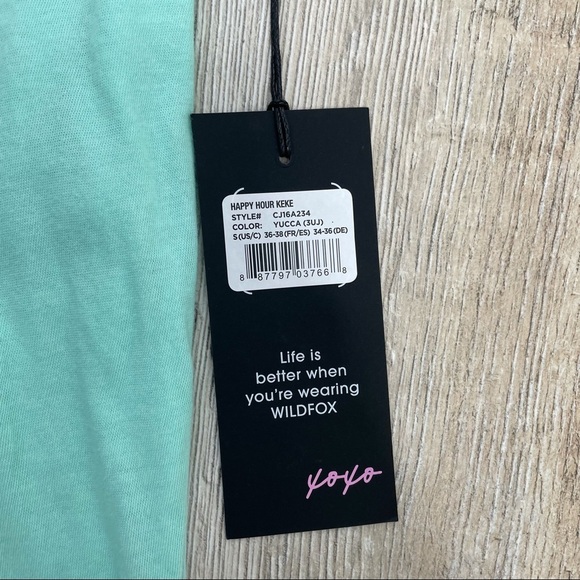 HAPPY HOUR KEKE
STYLE# CJ16A234
COLOR: YUCCA (3UJ)
S(US/C) 36-38(FR/ES) 34-36(DE)
8 87797 03766 8
Life is
better when
you're wearing
WILDFOX
xoxo